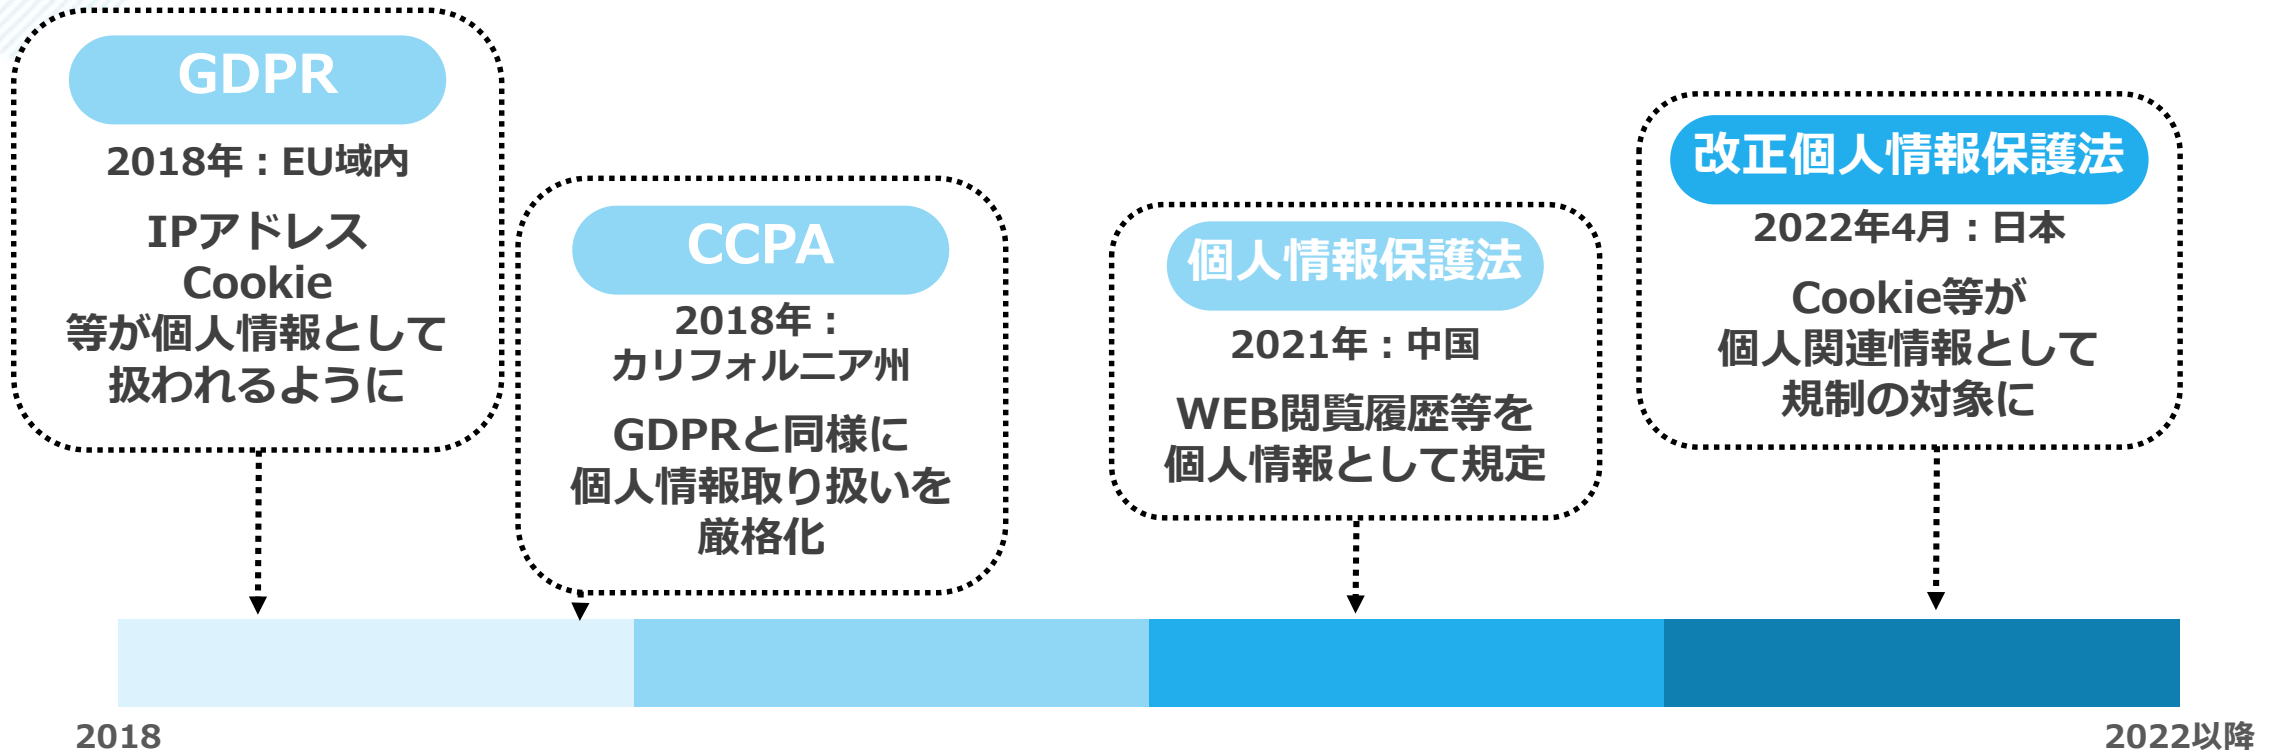 GDPR
2018年：EU域内
IPアドレス
Cookie
等が個人情報として
扱われるように
CCPA
2018年：
カリフォルニア州
GDPRと同様に
個人情報取り扱いを
厳格化
個人情報保護法
2021年：中国
WEB閲覧履歴等を
個人情報として規定
改正個人情報保護法
2022年4月：日本
Cookie等が
個人関連情報として
規制の対象に
2018
2022以降